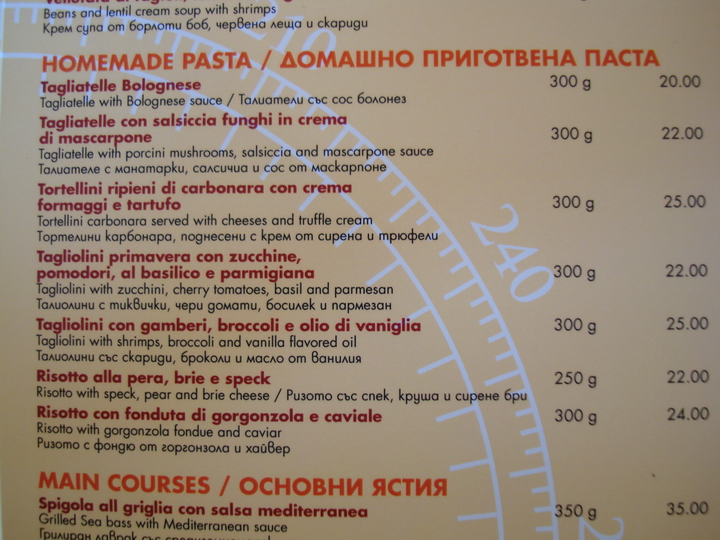 Beans and lentil cream soup with shrimps
Крем супа от борлоти боб, червена леща и скариди
HOMEMADE PASTA / ДОМАШНО ПРИГОТВЕНА ПАСТА
Tagliatelle Bolognese 300 g 20.00
Tagliatelle with Bolognese sauce / Талиатели със сос болонез
Tagliatelle con salsiccia funghi in crema
di mascarpone 300 g 22.00
Tagliatelle with porcini mushrooms, salsiccia and mascarpone sauce
Талиателе с манатарки, салсичиа и сос от маскарпоне
Tortellini ripieni di carbonara con crema
formaggi e tartufo 300 g 25.00
Tortellini carbonara served with cheeses and truffle cream
Тортелини карбонара, поднесени с крем от сирена и трюфели
240
Tagliolini primavera con zucchine,
pomodori, al basilico e parmigiana 300 g 22.00
Tagliolini with zucchini, cherry tomatoes, basil and parmesan
Талиолини с тиквички, чери домати, босилек и пармезан
Tagliolini con gamberi, broccoli e olio di vaniglia 300 g 25.00
Tagliolini with shrimps, broccoli and vanilla flavored oil
Талиолини със скариди, броколи и масло от ванилия
Risotto alla pera, brie e speck 250 g 22.00
Risotto with speck, pear and brie cheese / Ризото със спек, круша и сирене бри
Risotto con fonduta di gorgonzola e caviale 300 g 24.00
Risotto with gorgonzola fondue and caviar
Ризото с фондю от горгонзола и хайвер
MAIN COURSES / ОСНОВНИ ЯСТИЯ
Spigola all griglia con salsa mediterranea 350 g 35.00
Grilled Sea bass with Mediterranean sauce
Грилиран лаврак със